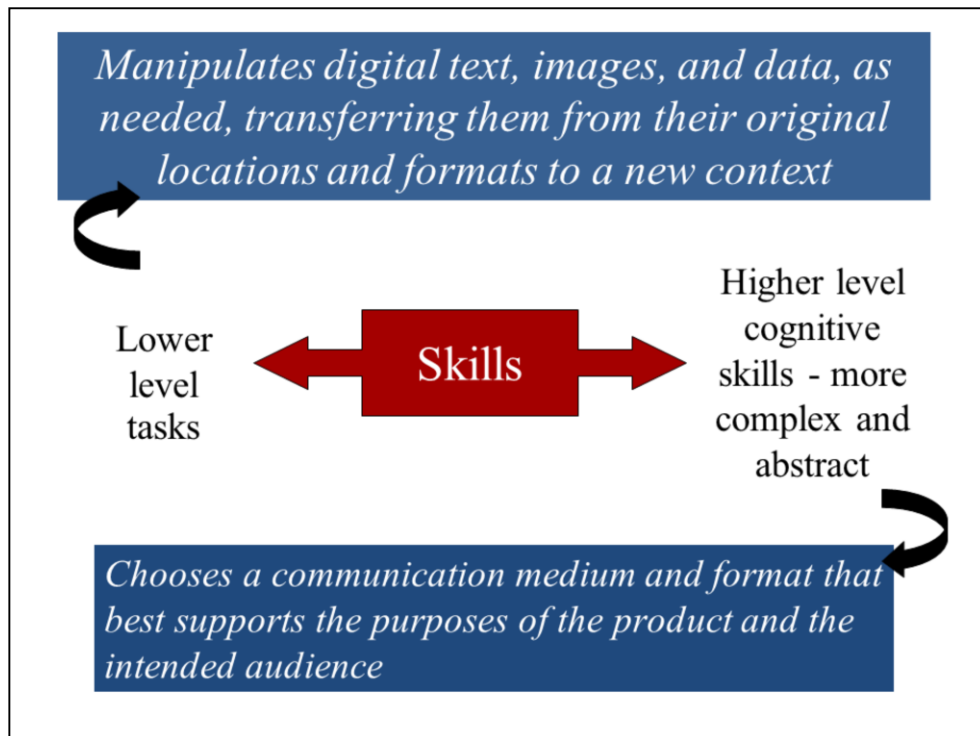 Manipulates digital text, images, and data, as
needed, transferring them from their original
locations and formats to a new context
Lower
level
tasks
Skills
Higher level
cognitive
skills - more
complex and
abstract
Chooses a communication medium and format that
best supports the purposes of the product and the
intended audience